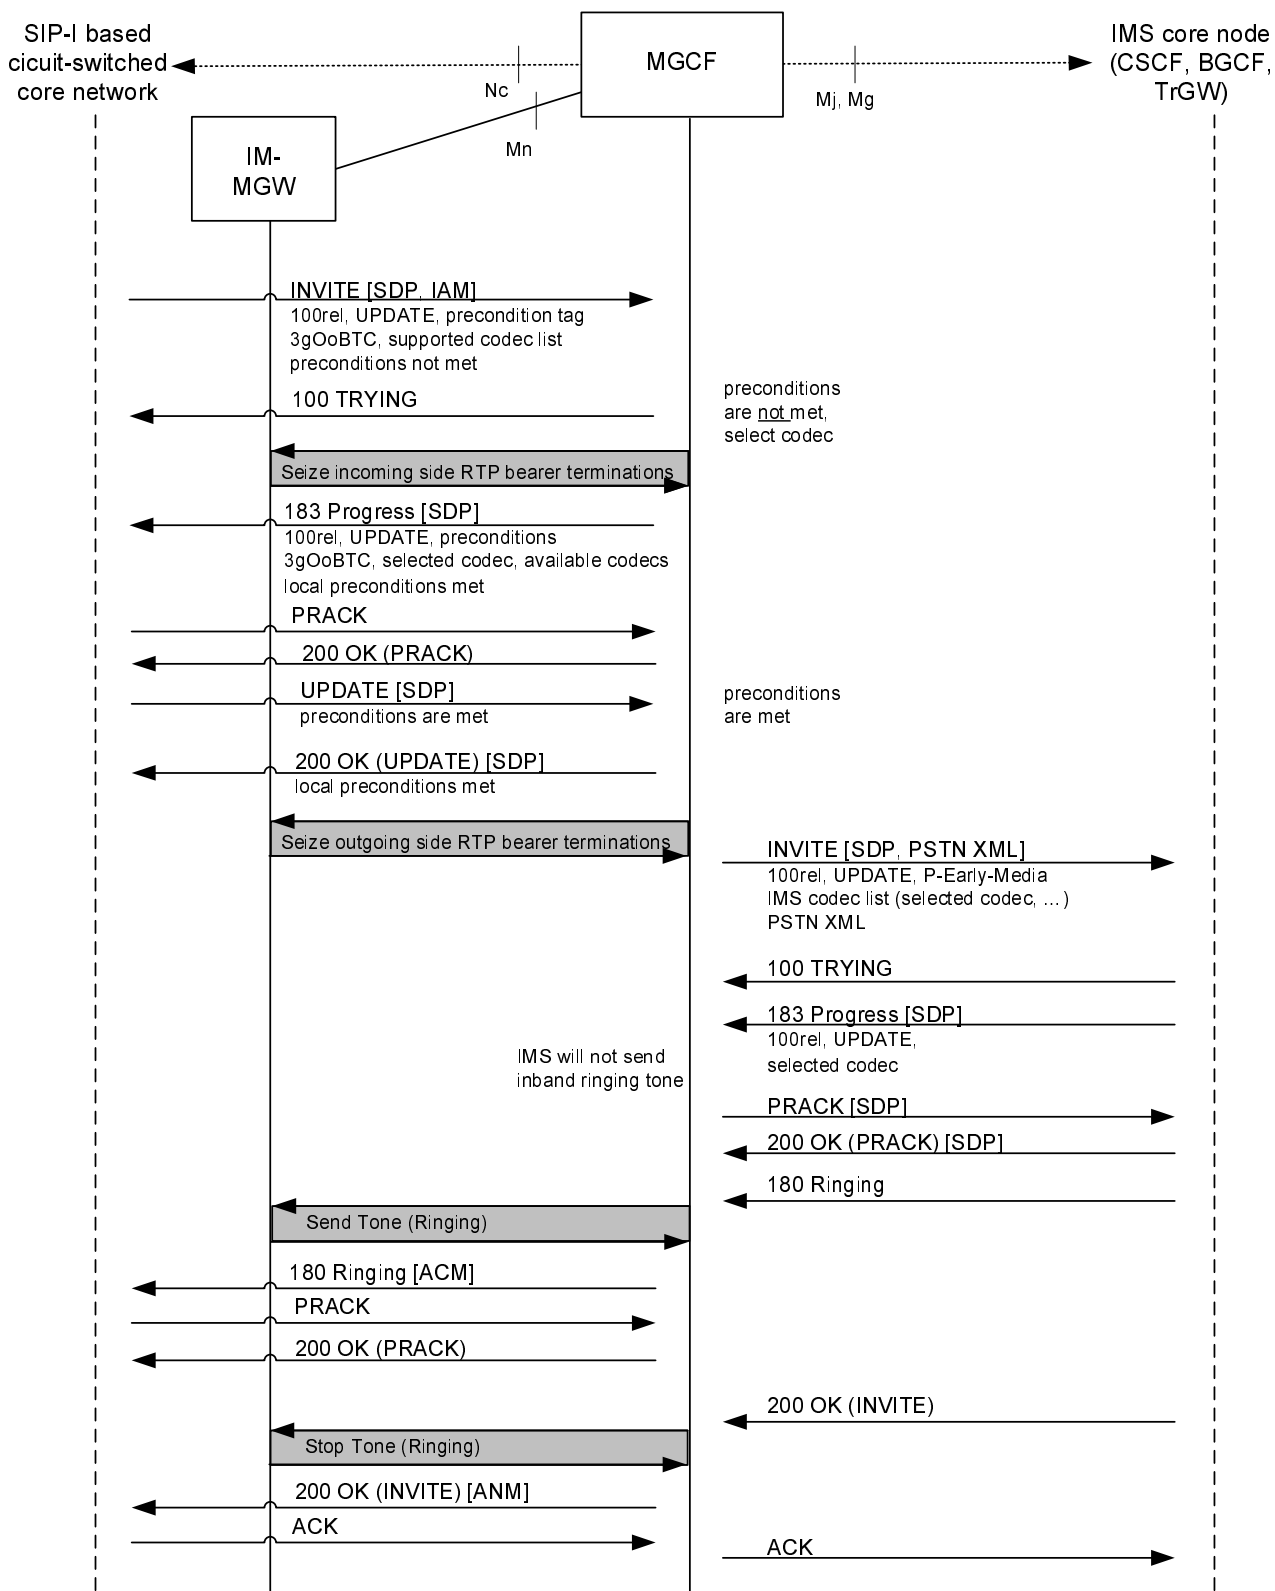 SIP-I based
cicuit-switched
core network
MGCF
IMS core node
(CSCF, BGCF,
TrGW)
Nc
Mj, Mg
Mn
IM-
MGW
INVITE [SDP, IAM]
100rel, UPDATE, precondition tag
3gOoBTC, supported codec list
preconditions not met
100 TRYING
preconditions
are not met,
select codec
Seize incoming side RTP bearer terminations
183 Progress [SDP]
100rel, UPDATE, preconditions
3gOoBTC, selected codec, available codecs
local preconditions met
PRACK
200 OK (PRACK)
UPDATE [SDP]
preconditions are met
preconditions
are met
200 OK (UPDATE) [SDP]
local preconditions met
Seize outgoing side RTP bearer terminations
INVITE [SDP, PSTN XML]
100rel, UPDATE, P-Early-Media
IMS codec list (selected codec, ...)
PSTN XML
100 TRYING
183 Progress [SDP]
100rel, UPDATE,
selected codec
IMS will not send
inband ringing tone
PRACK [SDP]
200 OK (PRACK) [SDP]
180 Ringing
Send Tone (Ringing)
180 Ringing [ACM]
PRACK
200 OK (PRACK)
200 OK (INVITE)
Stop Tone (Ringing)
200 OK (INVITE) [ANM]
ACK
ACK